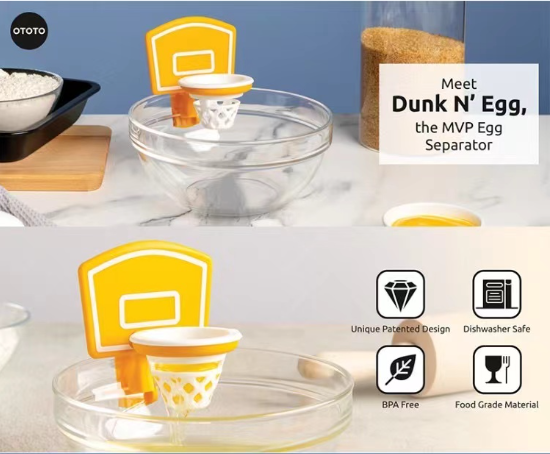 OTOTO
Meet
Dunk N' Egg,
the MVP Egg
Separator
Unique Patented Design
Dishwasher Safe
BPA Free
Food Grade Material